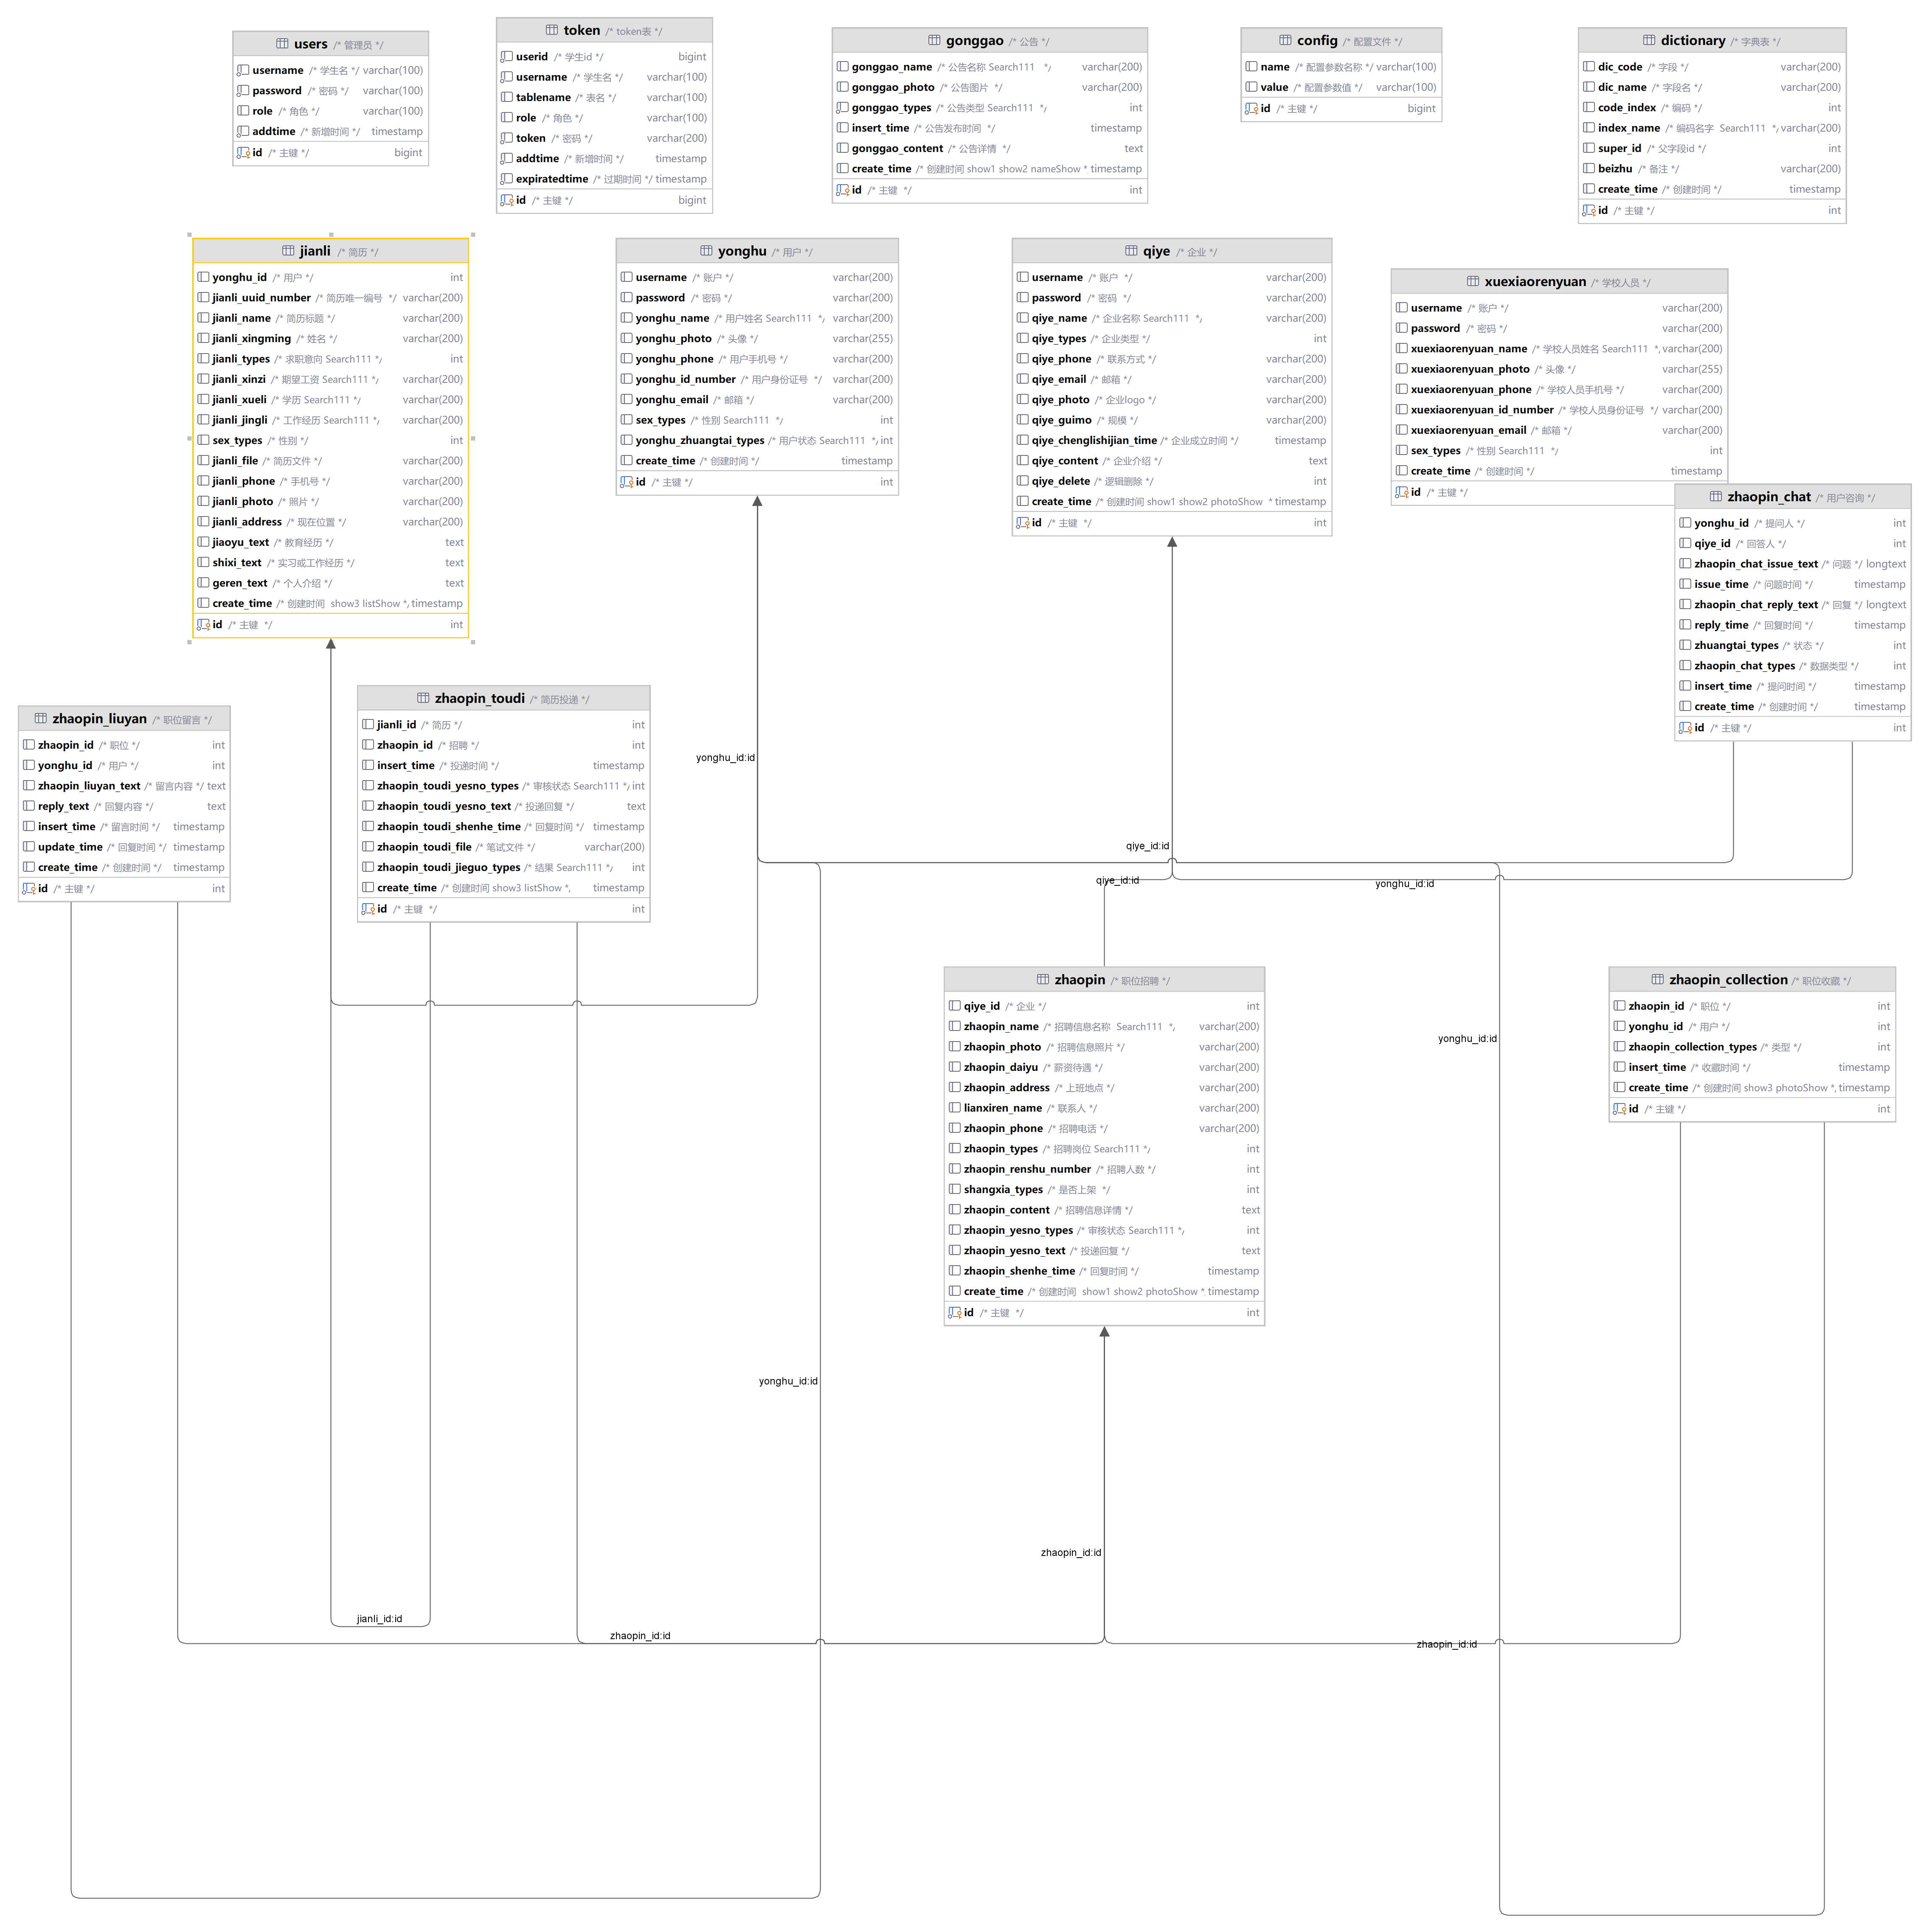 users /* 管理员 */
username /* 学生名 */ varchar(100)
password /* 密码 */ varchar(100)
role /* 角色 */ varchar(100)
addtime /* 新增时间 */ timestamp
id /* 主键 */ bigint
token /* token表 */
userid /* 学生id */ bigint
username /* 学生名 */ varchar(100)
tablename /* 表名 */ varchar(100)
role /* 角色 */ varchar(100)
token /* 密码 */ varchar(200)
addtime /* 新增时间 */ timestamp
expiratedtime /* 过期时间 */ timestamp
id /* 主键 */ bigint
gonggao /* 公告 */
gonggao_name /* 公告名称 Search111 */ varchar(200)
gonggao_photo /* 公告图片 */ varchar(200)
gonggao_types /* 公告类型 Search111 */ int
insert_time /* 公告发布时间 */ timestamp
gonggao_content /* 公告详情 */ text
create_time /* 创建时间 show1 show2 nameShow * timestamp
id /* 主键 */ int
config /* 配置文件 */
name /* 配置参数名称 */ varchar(100)
value /* 配置参数值 */ varchar(100)
id /* 主键 */ bigint
dictionary /* 字典表 */
dic_code /* 字段 */ varchar(200)
dic_name /* 字段名 */ varchar(200)
code_index /* 编码 */ int
index_name /* 编码名字 Search111 */ varchar(200)
super_id /* 父字段id */ int
beizhu /* 备注 */ varchar(200)
create_time /* 创建时间 */ timestamp
id /* 主键 */ int
jianli /* 简历 */
yonghu_id /* 用户 */ int
jianli_uuid_number /* 简历唯一编号 */ varchar(200)
jianli_name /* 简历标题 */ varchar(200)
jianli_xingming /* 姓名 */ varchar(200)
jianli_types /* 求职意向 Search111 */ int
jianli_xinzi /* 期望工资 Search111 */ varchar(200)
jianli_xueli /* 学历 Search111 */ varchar(200)
jianli_jingli /* 工作经历 Search111 */ varchar(200)
sex_types /* 性别 */ int
jianli_file /* 简历文件 */ varchar(200)
jianli_phone /* 手机号 */ varchar(200)
jianli_photo /* 照片 */ varchar(200)
jianli_address /* 现在位置 */ varchar(200)
jiaoyu_text /* 教育经历 */ text
shixi_text /* 实习或工作经历 */ text
geren_text /* 个人介绍 */ text
create_time /* 创建时间 show3 listShow */ timestamp
id /* 主键 */ int
yonghu /* 用户 */
username /* 账户 */ varchar(200)
password /* 密码 */ varchar(200)
yonghu_name /* 用户姓名 Search111 */ varchar(200)
yonghu_photo /* 头像 */ varchar(255)
yonghu_phone /* 用户手机号 */ varchar(200)
yonghu_id_number /* 用户身份证号 */ varchar(200)
yonghu_email /* 邮箱 */ varchar(200)
sex_types /* 性别 Search111 */ int
yonghu_zhuangtai_types /* 用户状态 Search111 */ int
create_time /* 创建时间 */ timestamp
id /* 主键 */ int
qiye /* 企业 */
username /* 账户 */ varchar(200)
password /* 密码 */ varchar(200)
qiye_name /* 企业名称 Search111 */ varchar(200)
qiye_types /* 企业类型 */ int
qiye_phone /* 联系方式 */ varchar(200)
qiye_email /* 邮箱 */ varchar(200)
qiye_photo /* 企业logo */ varchar(200)
qiye_guimo /* 规模 */ varchar(200)
qiye_chenglishijian_time /* 企业成立时间 */ timestamp
qiye_content /* 企业介绍 */ text
qiye_delete /* 逻辑删除 */ int
create_time /* 创建时间 show1 show2 photoShow * timestamp
id /* 主键 */ int
xuexiaorenyuan /* 学校人员 */
username /* 账户 */ varchar(200)
password /* 密码 */ varchar(200)
xuexiaorenyuan_name /* 学校人员姓名 Search111 */ varchar(200)
xuexiaorenyuan_photo /* 头像 */ varchar(255)
xuexiaorenyuan_phone /* 学校人员手机号 */ varchar(200)
xuexiaorenyuan_id_number /* 学校人员身份证号 */ varchar(200)
xuexiaorenyuan_email /* 邮箱 */ varchar(200)
sex_types /* 性别 Search111 */ int
create_time /* 创建时间 */ timestamp
id /* 主键 */
zhaopin_chat /* 用户咨询 */
yonghu_id /* 提问人 */ int
qiye_id /* 回答人 */ int
zhaopin_chat_issue_text /* 问题 */ longtext
issue_time /* 问题时间 */ timestamp
zhaopin_chat_reply_text /* 回复 */ longtext
reply_time /* 回复时间 */ timestamp
zhuangtai_types /* 状态 */ int
zhaopin_chat_types /* 数据类型 */ int
insert_time /* 提问时间 */ timestamp
create_time /* 创建时间 */ timestamp
id /* 主键 */ int
zhaopin_liuyan /* 职位留言 */
zhaopin_id /* 职位 */ int
yonghu_id /* 用户 */ int
zhaopin_liuyan_text /* 留言内容 */ text
reply_text /* 回复内容 */ text
insert_time /* 留言时间 */ timestamp
update_time /* 回复时间 */ timestamp
create_time /* 创建时间 */ timestamp
id /* 主键 */ int
zhaopin_toudi /* 简历投递 */
jianli_id /* 简历 */ int
zhaopin_id /* 招聘 */ int
insert_time /* 投递时间 */ timestamp
zhaopin_toudi_yesno_types /* 审核状态 Search111 */ int
zhaopin_toudi_yesno_text /* 投递回复 */ text
zhaopin_toudi_shenhe_time /* 回复时间 */ timestamp
zhaopin_toudi_file /* 笔试文件 */ varchar(200)
zhaopin_toudi_jieguo_types /* 结果 Search111 */ int
create_time /* 创建时间 show3 listShow */ timestamp
id /* 主键 */ int
yonghu_id:id
qiye_id:id
qiye_id:id
yonghu_id:id
zhaopin /* 职位招聘 */
qiye_id /* 企业 */ int
zhaopin_name /* 招聘信息名称 Search111 */ varchar(200)
zhaopin_photo /* 招聘信息照片 */ varchar(200)
zhaopin_daiyu /* 薪资待遇 */ varchar(200)
zhaopin_address /* 上班地点 */ varchar(200)
lianxiren_name /* 联系人 */ varchar(200)
zhaopin_phone /* 招聘电话 */ varchar(200)
zhaopin_types /* 招聘岗位 Search111 */ int
zhaopin_renshu_number /* 招聘人数 */ int
shangxia_types /* 是否上架 */ int
zhaopin_content /* 招聘信息详情 */ text
zhaopin_yesno_types /* 审核状态 Search111 */ int
zhaopin_yesno_text /* 投递回复 */ text
zhaopin_shenhe_time /* 回复时间 */ timestamp
create_time /* 创建时间 show1 show2 photoShow * timestamp
id /* 主键 */ int
yonghu_id:id
zhaopin_collection /* 职位收藏 */
zhaopin_id /* 职位 */ int
yonghu_id /* 用户 */ int
zhaopin_collection_types /* 类型 */ int
insert_time /* 收藏时间 */ timestamp
create_time /* 创建时间 show3 photoShow */ timestamp
id /* 主键 */ int
yonghu_id:id
zhaopin_id:id
jianli_id:id
zhaopin_id:id
zhaopin_id:id